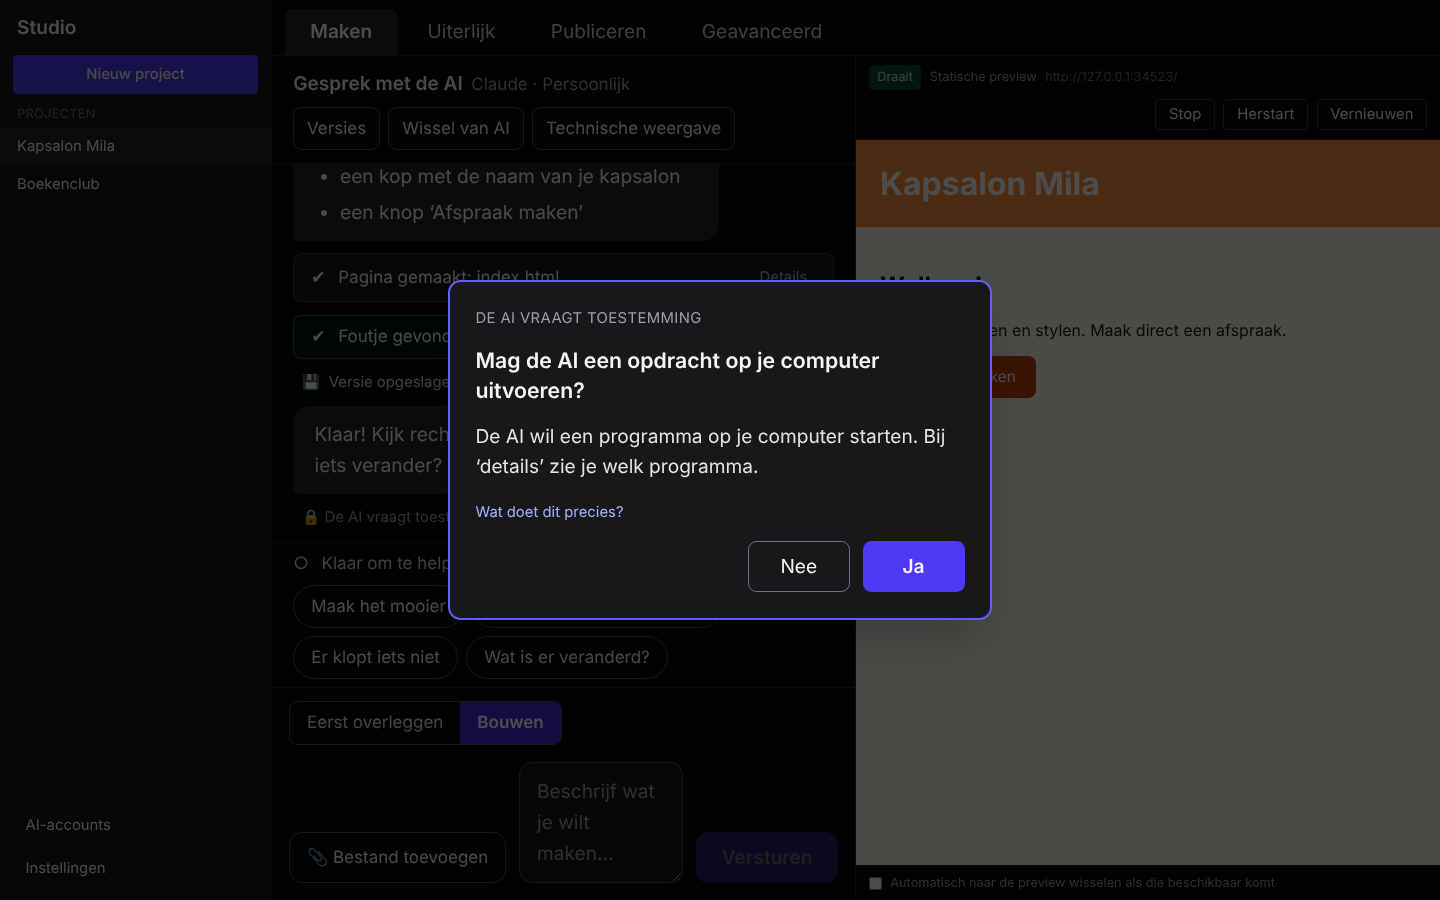 Studio
Nieuw project
PROJECTEN
Kapsalon Mila
Boekenclub
AI-accounts
Instellingen
Maken
Uiterlijk
Publiceren
Geavanceerd
Gesprek met de AI Claude · Persoonlijk
Versies
Wissel van AI
Technische weergave
• een kop met de naam van je kapsalon
• een knop ‘Afspraak maken’
✔ Pagina gemaakt: index.html
Details
✔ Foutje gevond
Versie opgeslage
Klaar! Kijk rech
iets verander?
De AI vraagt toest
Klaar om te help
Maak het mooier
Er klopt iets niet
Wat is er veranderd?
Eerst overleggen
Bouwen
Bestand toevoegen
Beschrijf wat
je wilt
maken...
Versturen
DE AI VRAAGT TOESTEMMING
Mag de AI een opdracht op je computer
uitvoeren?
De AI wil een programma op je computer starten. Bij
‘details’ zie je welk programma.
Wat doet dit precies?
Nee
Ja
Draait Statische preview http://127.0.0.1:34523/
Stop
Herstart
Vernieuwen
Kapsalon Mila
en en stylen. Maak direct een afspraak.
ken
Automatisch naar de preview wisselen als die beschikbaar komt